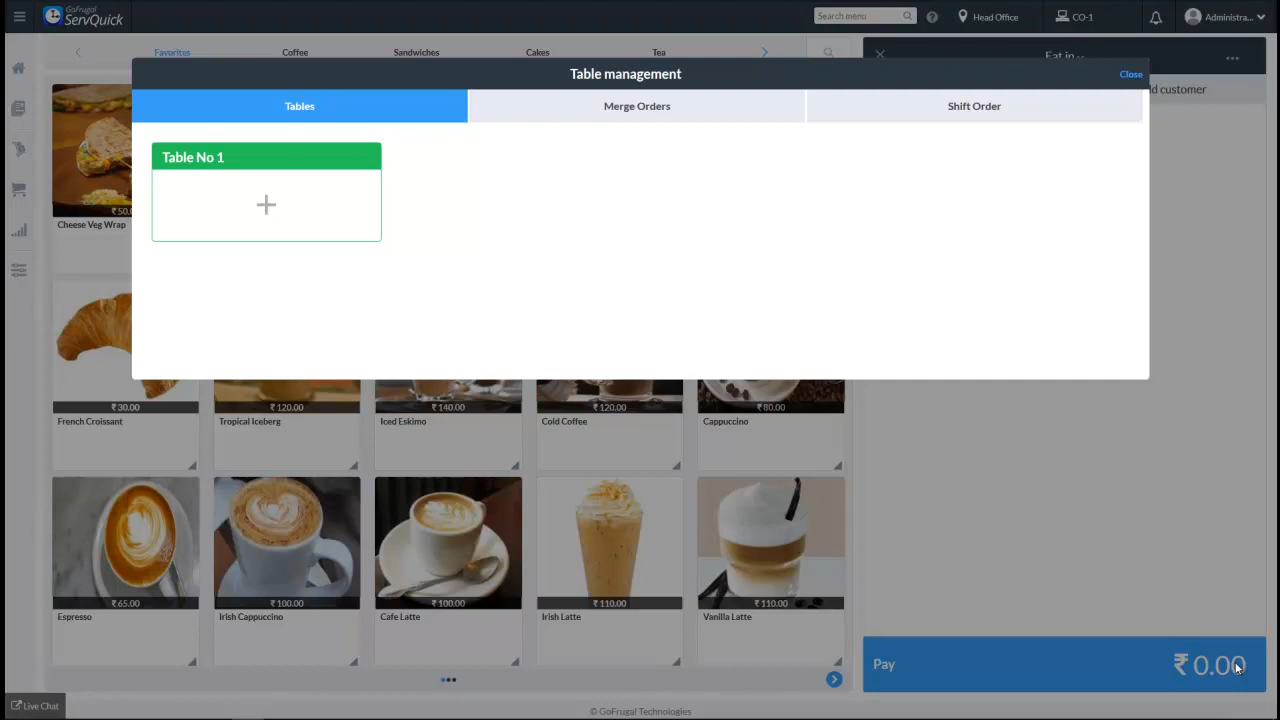 GoFrugal
ServQuick
Search menu
?
Head Office
CO-1
Administra...
Favorites
Coffee
Sandwiches
Cakes
Tea
Eat in
...
Table management
Close
d customer
Tables
Merge Orders
Shift Order
Table No 1
+
₹ 50.
Cheese Veg Wrap
₹ 30.00
₹ 120.00
₹ 140.00
₹ 120.00
₹ 80.00
French Croissant
Tropical Iceberg
Iced Eskimo
Cold Coffee
Cappuccino
₹ 65.00
₹ 100.00
₹ 100.00
₹ 110.00
₹ 110.00
Espresso
Irish Cappuccino
Cafe Latte
Irish Latte
Vanilla Latte
Pay
₹ 0.00
Live Chat
© GoFrugal Technologies